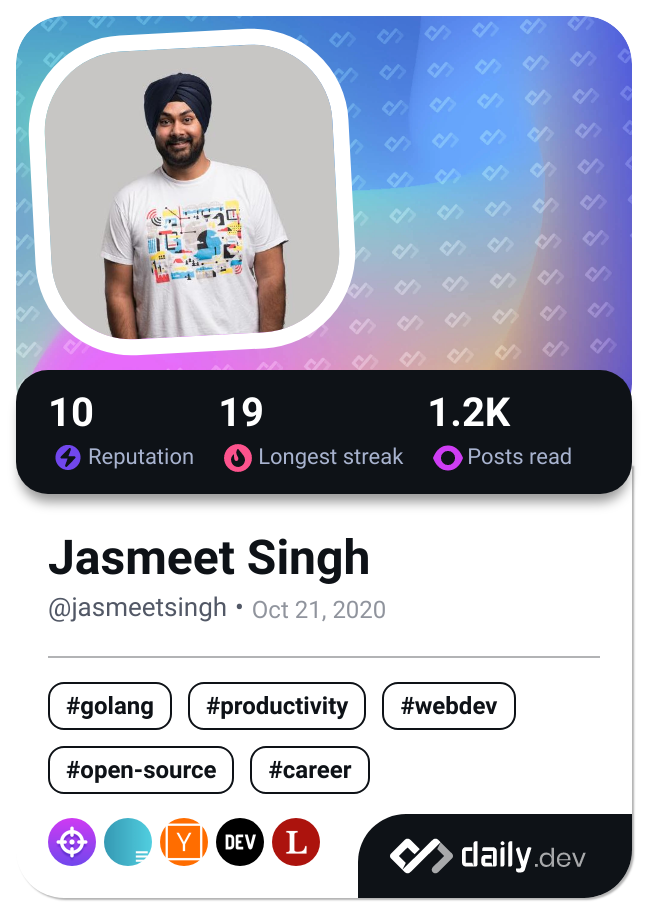 10 19 1.2K
Reputation Longest streak Posts read
Jasmeet Singh
@jasmeetsingh • Oct 21, 2020
#golang #productivity #webdev
#open-source #career
Y DEV L
daily.dev